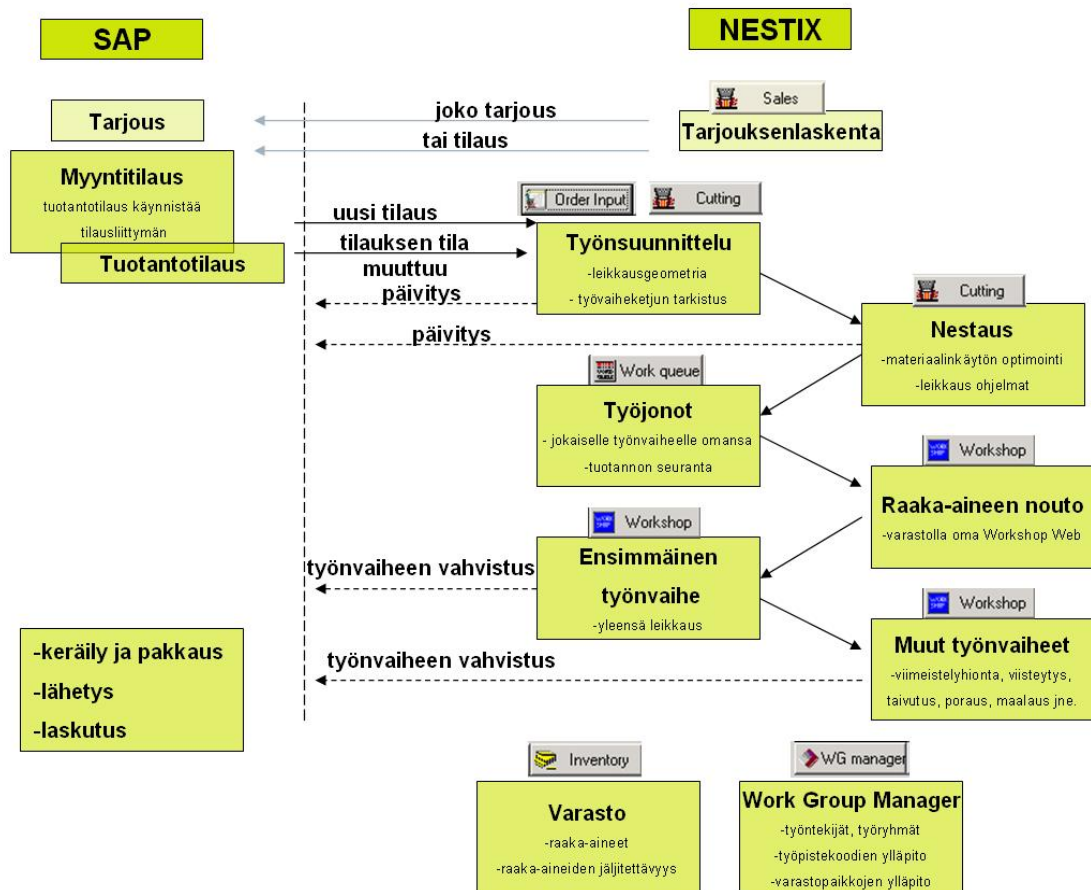 SAP
NESTIX
Sales
Tarjous
joko tarjous
Tarjouksenlaskenta
tai tilaus
Myyntitilaus
tuotantotilaus käynnistää
tilausliittymän
Tuotantotilaus
Order Input
Cutting
uusi tilaus
tilauksen tila
muuttuu
päivitys
Työnsuunnittelu
-leikkausgeometria
- työvaiheketjun tarkistus
Cutting
päivitys
Nestaus
-materiaalinkäytön optimointi
-leikkaus ohjelmat
Work queue
Työjonot
- jokaiselle työnvaiheelle omansa
-tuotannon seuranta
Workshop
Raaka-aineen nouto
-varastolla oma Workshop Web
Workshop
työnvaiheen vahvistus
Ensimmäinen
työnvaihe
-yleensä leikkaus
Workshop
työnvaiheen vahvistus
Muut työnvaiheet
-viimeistelyhionta, viisteytys,
taivutus, poraus, maalaus jne.
-keräily ja pakkaus
-lähetys
-laskutus
Inventory
Varasto
-raaka-aineet
-raaka-aineiden jäljitettävyys
WG manager
Work Group Manager
-työntekijät, työryhmät
-työpistekoodien ylläpito
-varastopaikkojen ylläpito